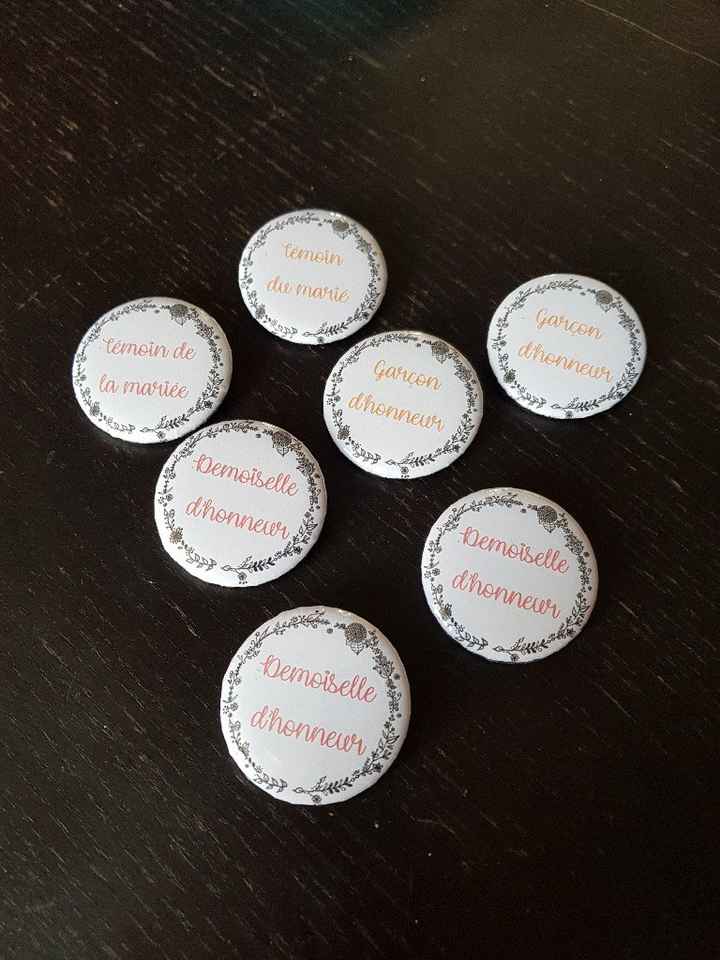 Témoin
du marié
Garçon
d'honneur
Témoin de
la mariée
Garçon
d'honneur
Demoiselle
d'honneur
Demoiselle
d'honneur
Demoiselle
d'honneur